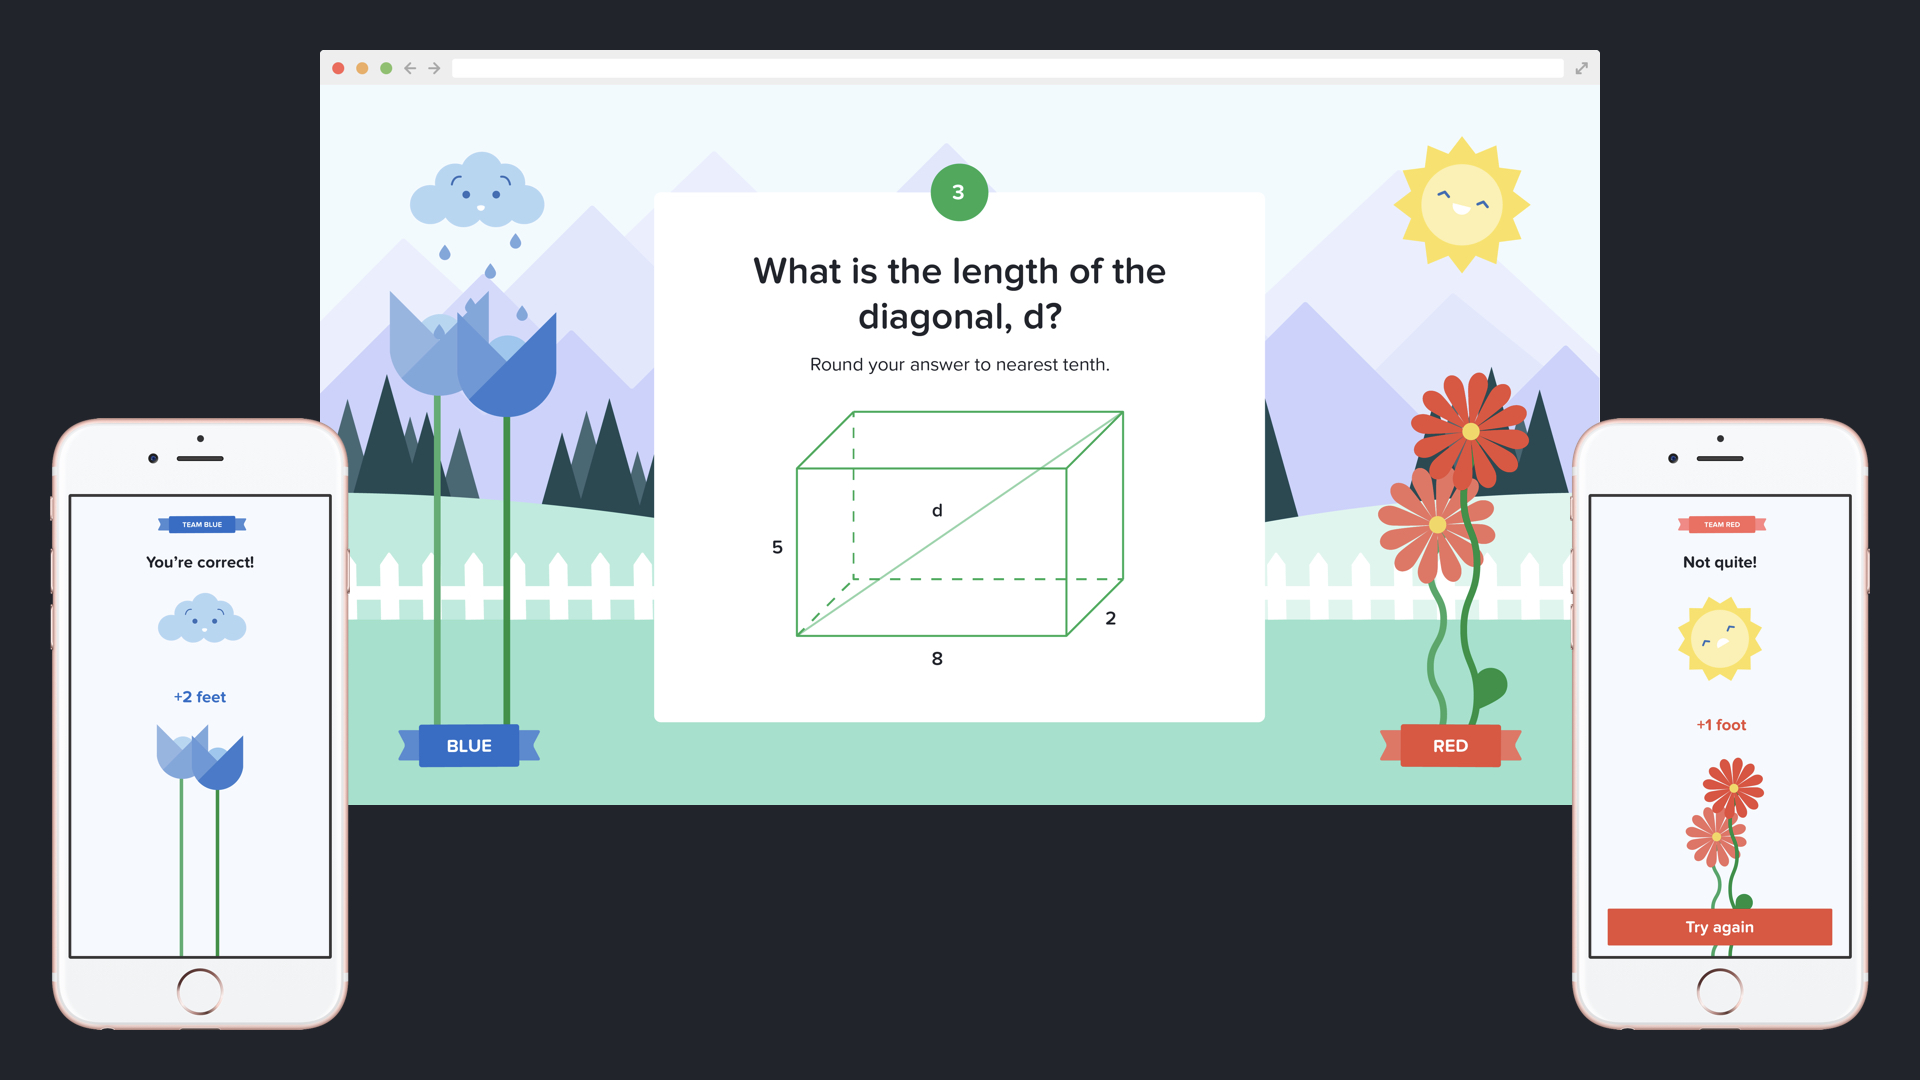 3
What is the length of the
diagonal, d?
Round your answer to nearest tenth.
d
5
2
8
BLUE
RED
TEAM BLUE
You're correct!
+2 feet
TEAM RED
Not quite!
+1 foot
Try again